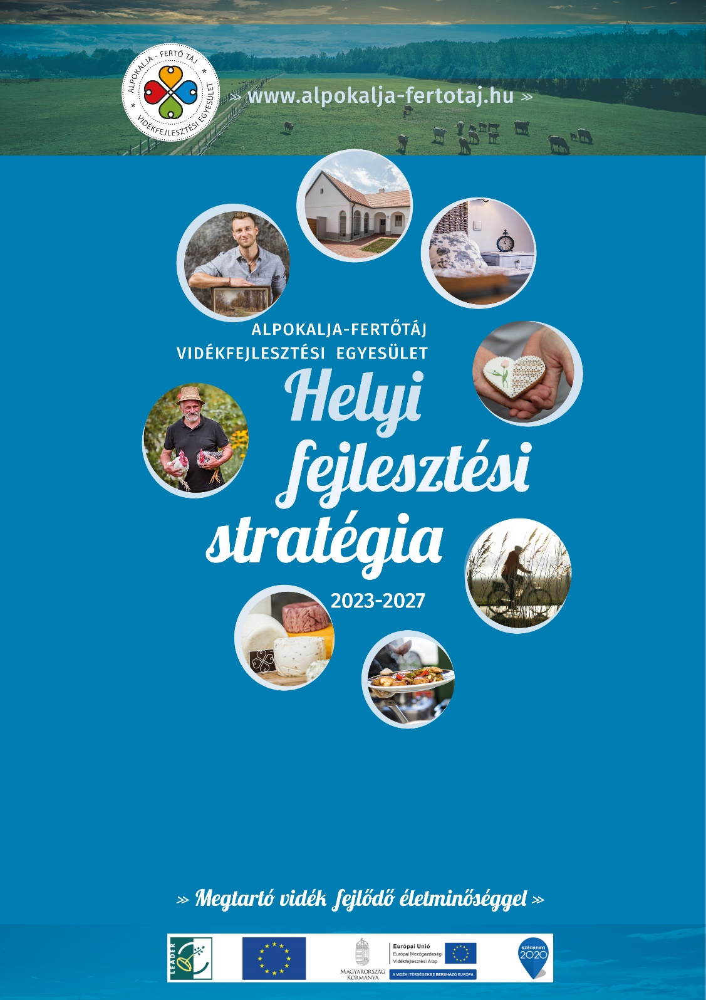 ALPOKALJA - FERTŐ TÁJ
* VIDÉKFEJLESZTÉSI EGYESÜLET *
» www.alpokalja-fertotaj.hu »
ALPOKALJA-FERTŐTÁJ
VIDÉKFEJLESZTÉSI EGYESÜLET
Helyi
fejlesztési
stratégia
2023-2027
» Megtartó vidék fejlődő életminőséggel »
LEADER
MAGYARORSZÁG
KORMÁNYA
Európai Unió
Európai Mezőgazdasági
Vidékfejlesztési Alap
A VIDÉKI TÉRSÉGEKBE BERUHÁZÓ EURÓPA
SZÉCHENYI
2020